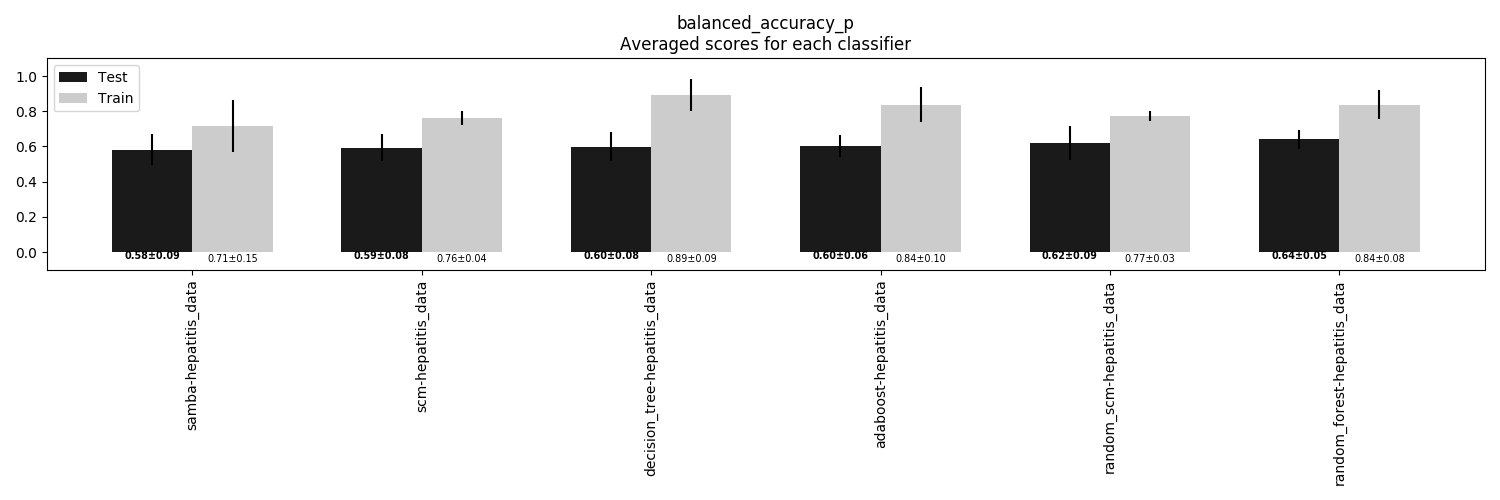 balanced_accuracy_p
Averaged scores for each classifier
Test
Train
1.0
0.8
0.6
0.4
0.2
0.0
0.58±0.09
0.71±0.15
0.59±0.08
0.76±0.04
0.60±0.08
0.89±0.09
0.60±0.06
0.84±0.10
0.62±0.09
0.77±0.03
0.64±0.05
0.84±0.08
samba-hepatitis_data
scm-hepatitis_data
decision_tree-hepatitis_data
adaboost-hepatitis_data
random_scm-hepatitis_data
random_forest-hepatitis_data